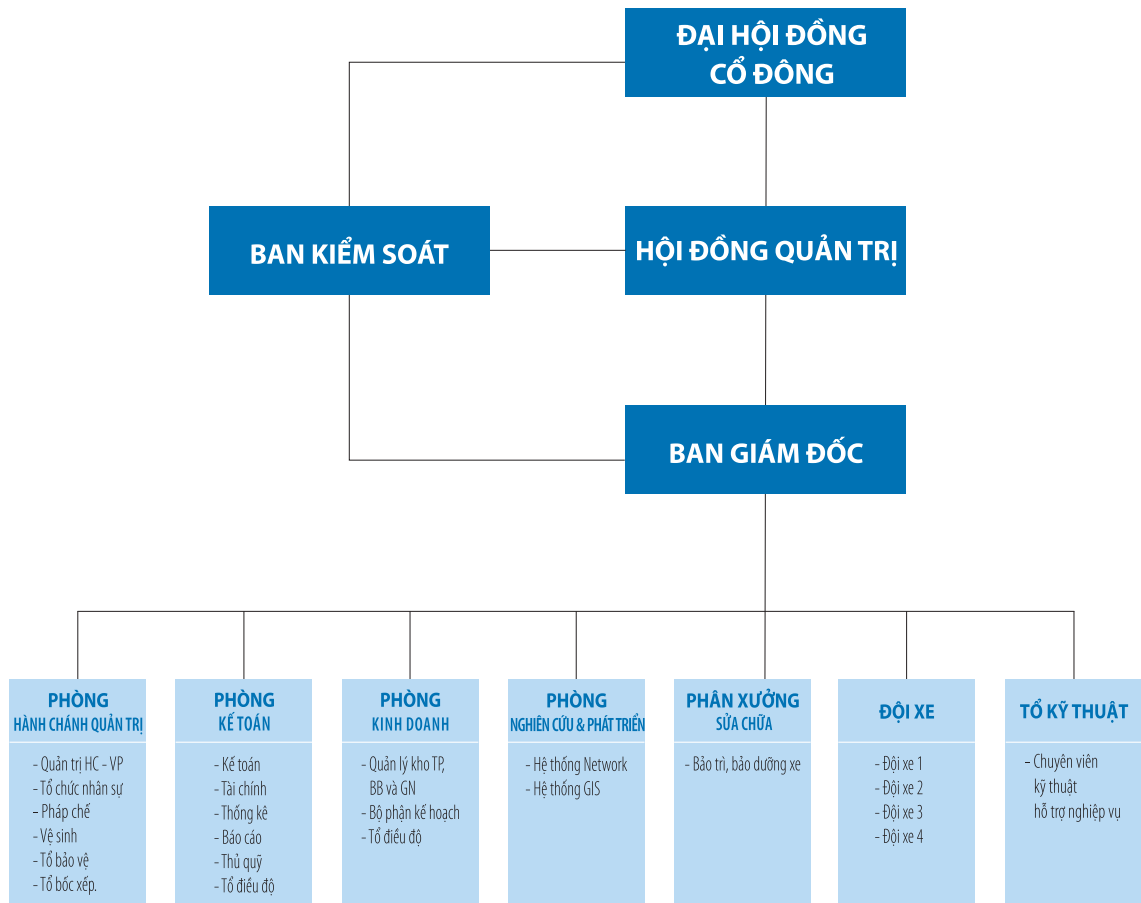 ĐẠI HỘI ĐỒNG
CỔ ĐÔNG
BAN KIỂM SOÁT
HỘI ĐỒNG QUẢN TRỊ
BAN GIÁM ĐỐC
PHÒNG
HÀNH CHÁNH QUẢN TRỊ
- Quản trị HC - VP
- Tổ chức nhân sự
- Pháp chế
- Vệ sinh
- Tổ bảo vệ
- Tổ bốc xếp.
PHÒNG
KẾ TOÁN
- Kế toán
- Tài chính
- Thống kê
- Báo cáo
- Thủ quỹ
- Tổ điều độ
PHÒNG
KINH DOANH
- Quản lý kho TP,
BB và GN
- Bộ phận kế hoạch
- Tổ điều độ
PHÒNG
NGHIÊN CỨU & PHÁT TRIỂN
- Hệ thống Network
- Hệ thống GIS
PHÂN XƯỞNG
SỬA CHỮA
- Bảo trì, bảo dưỡng xe
ĐỘI XE
- Đội xe 1
- Đội xe 2
- Đội xe 3
- Đội xe 4
TỔ KỸ THUẬT
- Chuyên viên
kỹ thuật
hỗ trợ nghiệp vụ